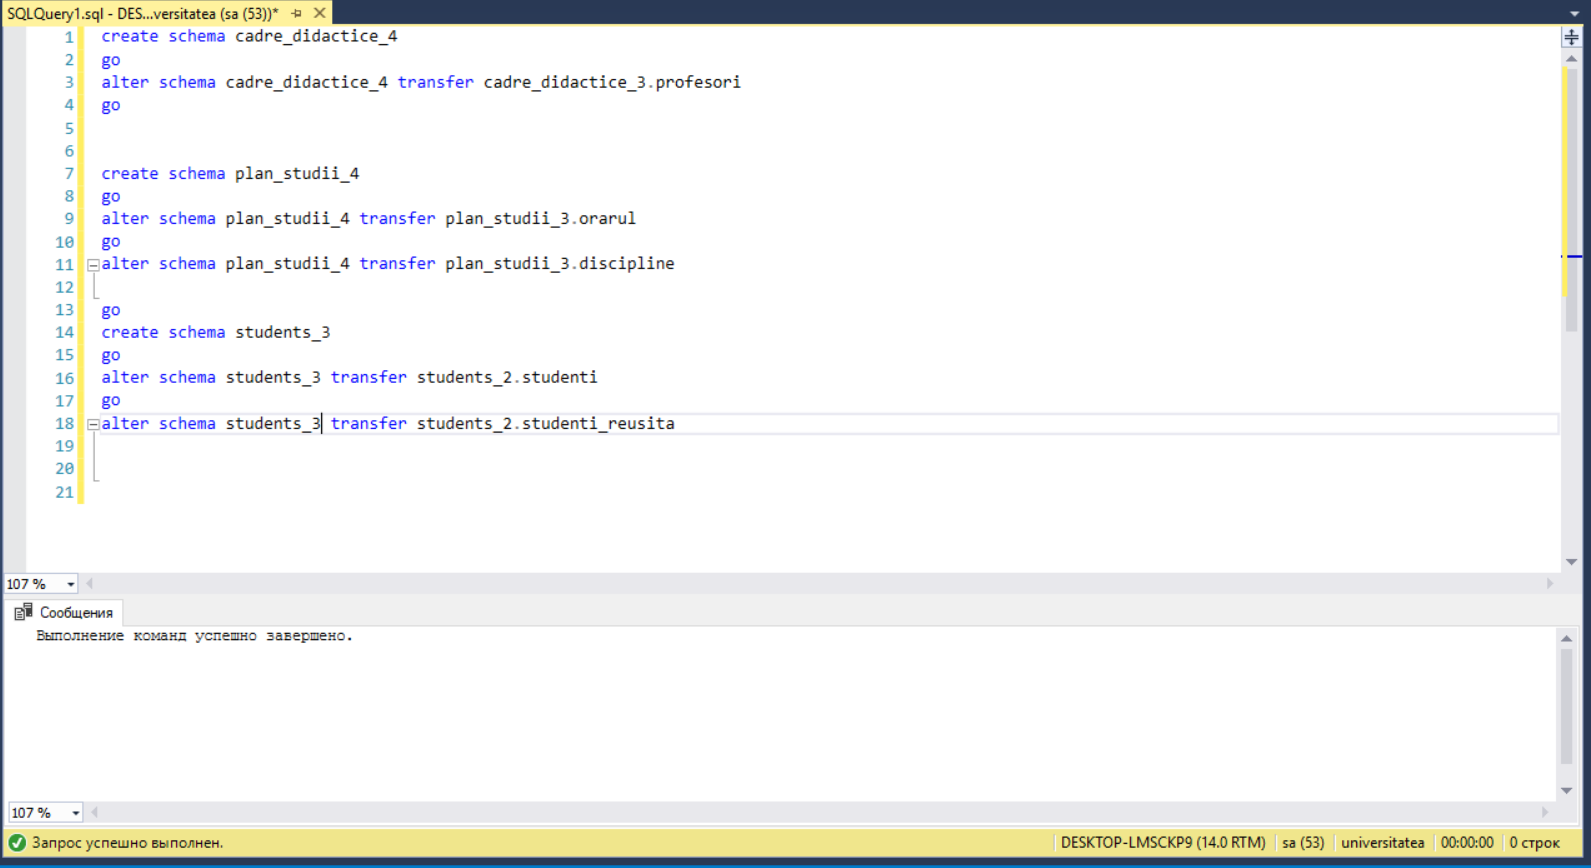 SQLQuery1.sql - DES...versitatea (sa (53))*
1 create schema cadre_didactice_4
2 go
3 alter schema cadre_didactice_4 transfer cadre_didactice_3.profesori
4 go
5
6
7 create schema plan_studii_4
8 go
9 alter schema plan_studii_4 transfer plan_studii_3.orarul
10 go
11 alter schema plan_studii_4 transfer plan_studii_3.discipline
12
13 go
14 create schema students_3
15 go
16 alter schema students_3 transfer students_2.studenti
17 go
18 alter schema students_3 transfer students_2.studenti_reusita
19
20
21
107 %
Сообщения
Выполнение команд успешно завершено.
107 %
Запрос успешно выполнен. DESKTOP-LMSCKP9 (14.0 RTM) sa (53) universitatea 00:00:00 0 строк